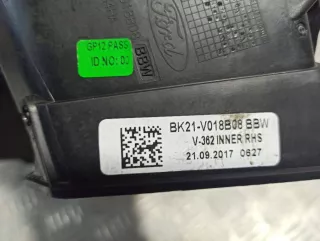 GP12 PASS
ID NO: 00
BBW
Ford
BK21-V018B08 BBW
V-362 INNER RHS
21.09.2017 0627